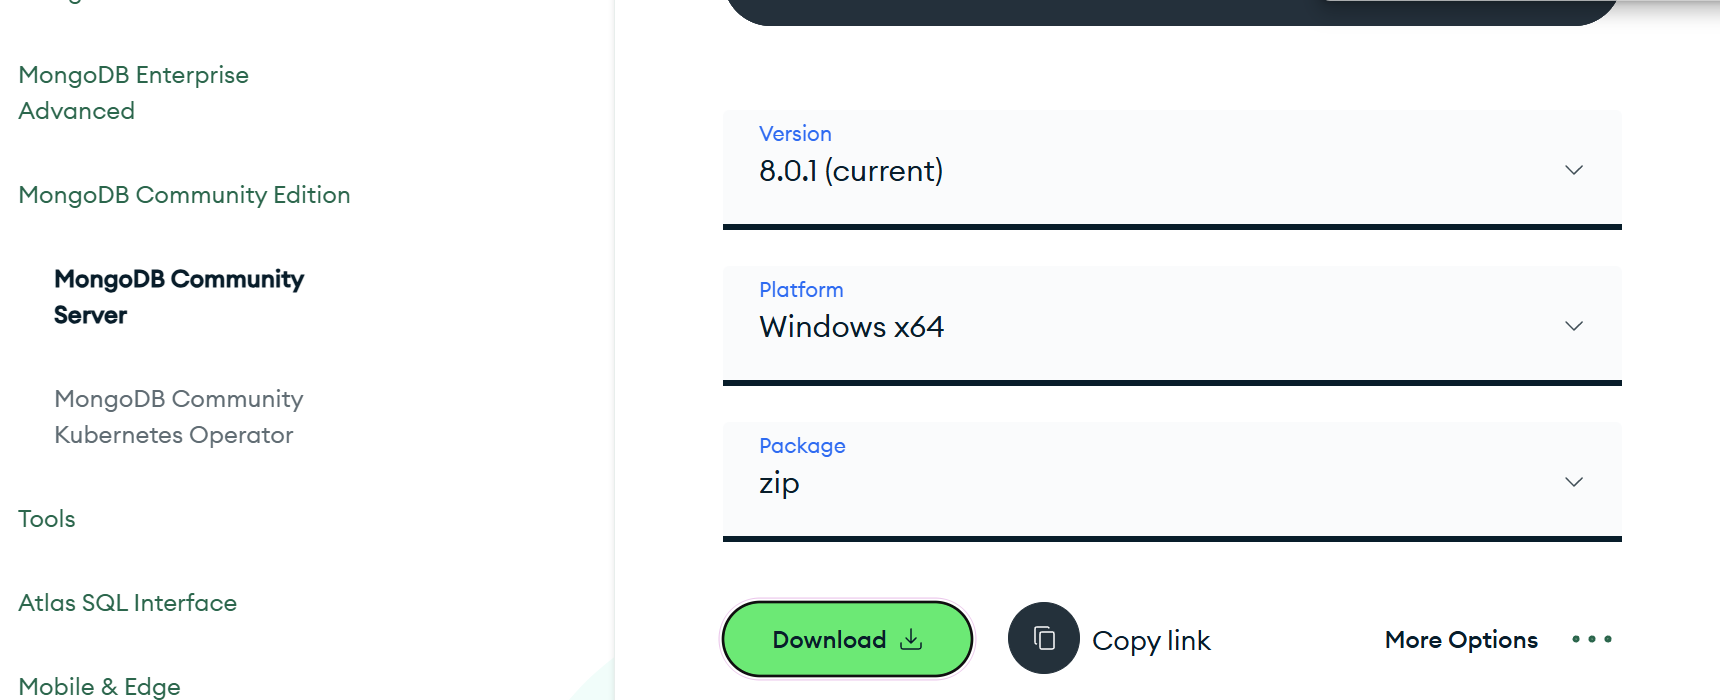 MongoDB Enterprise
Advanced
MongoDB Community Edition
MongoDB Community
Server
MongoDB Community
Kubernetes Operator
Tools
Atlas SQL Interface
Mobile & Edge
Version
8.0.1 (current)
Platform
Windows x64
Package
zip
Download
Copy link
More Options